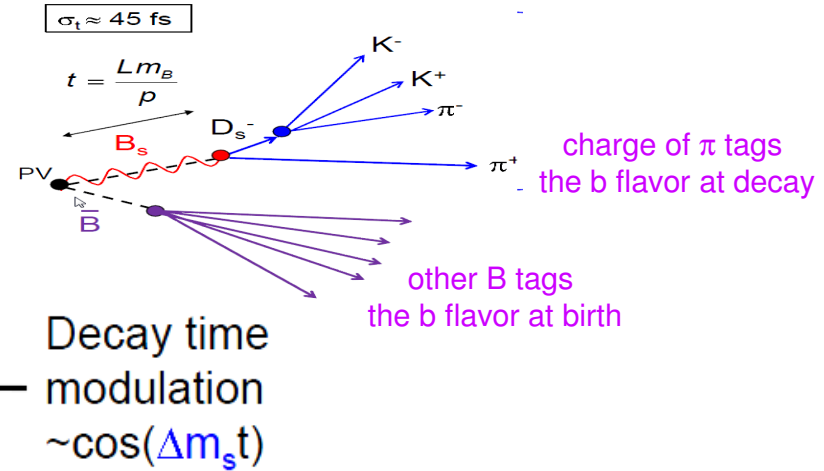 σt ≈ 45 fs
t = LmB / p
K-
K+
π-
Ds-
Bs
π+
PV
B̄
charge of π tags
the b flavor at decay
other B tags
the b flavor at birth
Decay time
– modulation
~cos(Δmst)